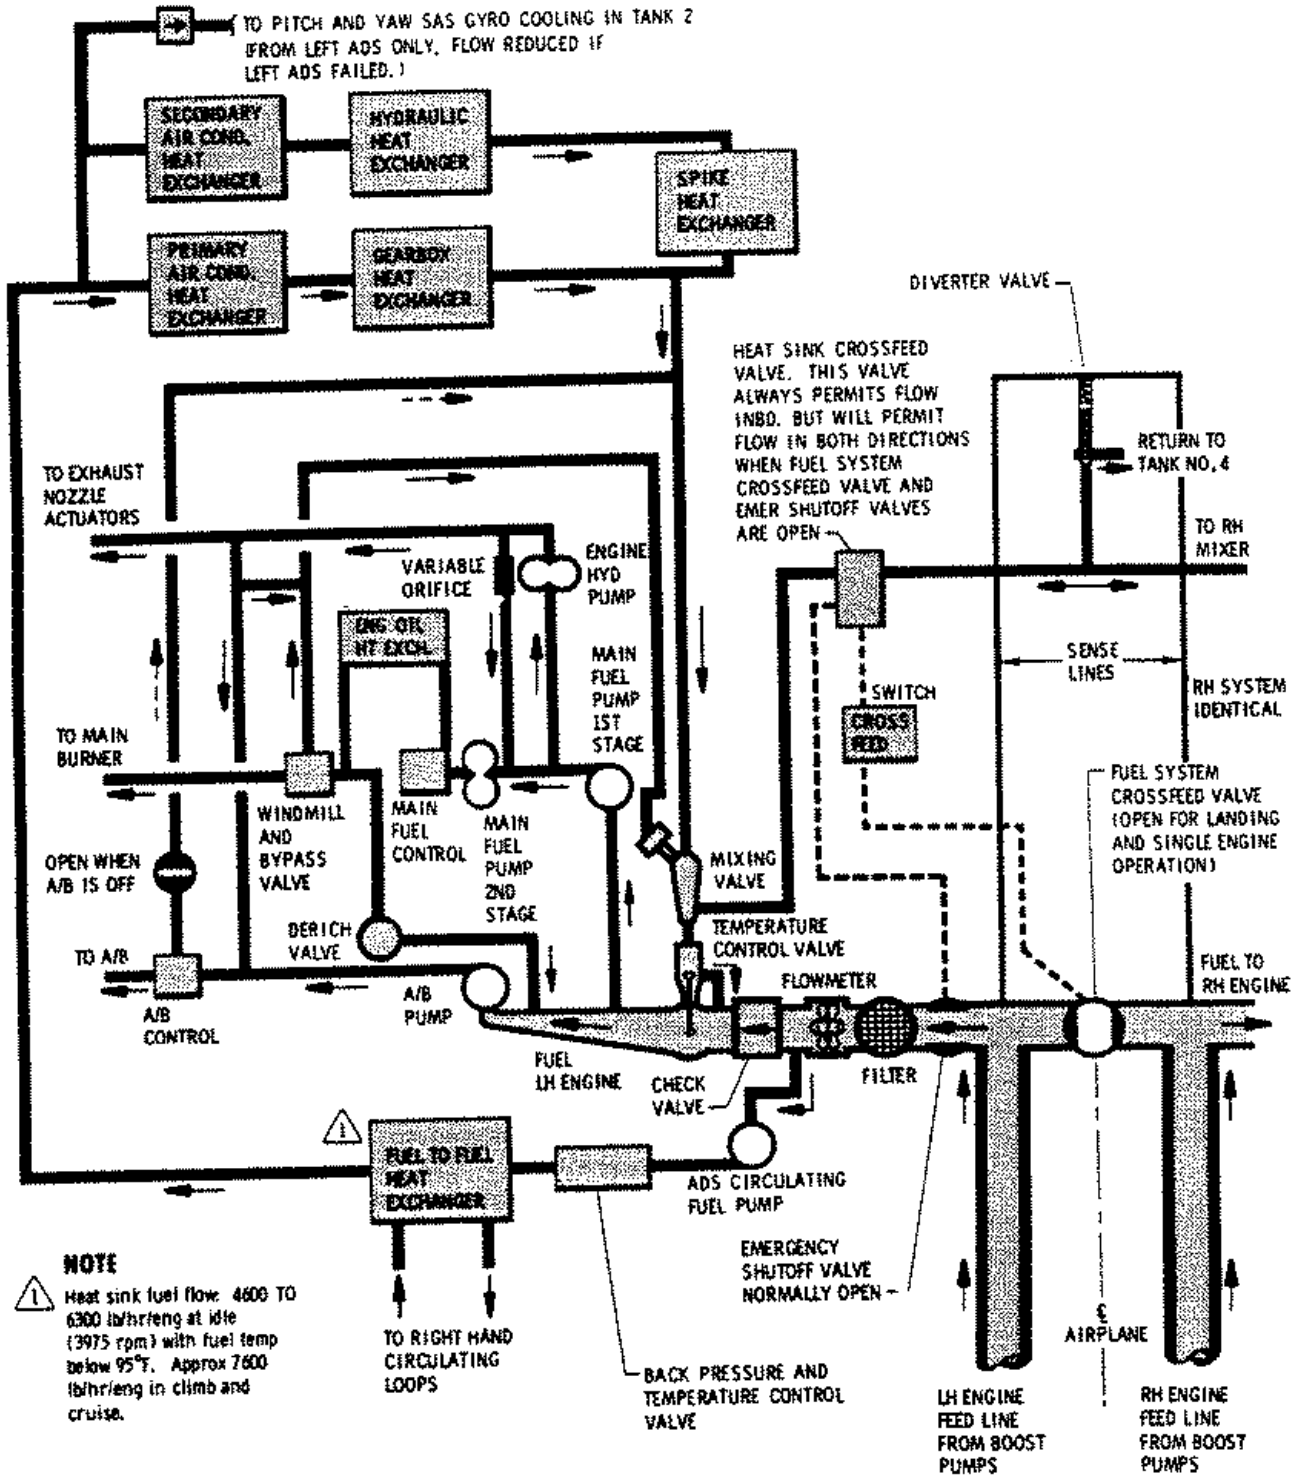 TO PITCH AND YAW SAS GYRO COOLING IN TANK 2
(FROM LEFT ADS ONLY, FLOW REDUCED IF
LEFT ADS FAILED.)
SECONDARY
AIR COND.
HEAT
EXCHANGER
HYDRAULIC
HEAT
EXCHANGER
SPIKE
HEAT
EXCHANGER
PRIMARY
AIR COND.
HEAT
EXCHANGER
GEARBOX
HEAT
EXCHANGER
DIVERTER VALVE
HEAT SINK CROSSFEED
VALVE. THIS VALVE
ALWAYS PERMITS FLOW
INBD. BUT WILL PERMIT
FLOW IN BOTH DIRECTIONS
WHEN FUEL SYSTEM
CROSSFEED VALVE AND
EMER SHUTOFF VALVES
ARE OPEN
RETURN TO
TANK NO. 4
TO RH
MIXER
TO EXHAUST
NOZZLE
ACTUATORS
VARIABLE
ORIFICE
ENGINE
HYD
PUMP
ENG OIL
HT EXCH.
MAIN
FUEL
PUMP
1ST
STAGE
SENSE
LINES
SWITCH
CROSS
FEED
RH SYSTEM
IDENTICAL
TO MAIN
BURNER
WINDMILL
AND
BYPASS
VALVE
MAIN
FUEL
CONTROL
MAIN
FUEL
PUMP
2ND
STAGE
FUEL SYSTEM
CROSSFEED VALVE
(OPEN FOR LANDING
AND SINGLE ENGINE
OPERATION)
OPEN WHEN
A/B IS OFF
MIXING
VALVE
DERICH
VALVE
TEMPERATURE
CONTROL VALVE
TO A/B
A/B
CONTROL
A/B
PUMP
FLOWMETER
FUEL TO
RH ENGINE
FUEL
LH ENGINE
CHECK
VALVE
FILTER
1
FUEL TO FUEL
HEAT
EXCHANGER
ADS CIRCULATING
FUEL PUMP
EMERGENCY
SHUTOFF VALVE
NORMALLY OPEN
NOTE
1 Heat sink fuel flow: 4600 TO
6300 lb/hr/eng at idle
(3975 rpm) with fuel temp
below 95°F. Approx 7600
lb/hr/eng in climb and
cruise.
TO RIGHT HAND
CIRCULATING
LOOPS
BACK PRESSURE AND
TEMPERATURE CONTROL
VALVE
℄
AIRPLANE
LH ENGINE
FEED LINE
FROM BOOST
PUMPS
RH ENGINE
FEED LINE
FROM BOOST
PUMPS